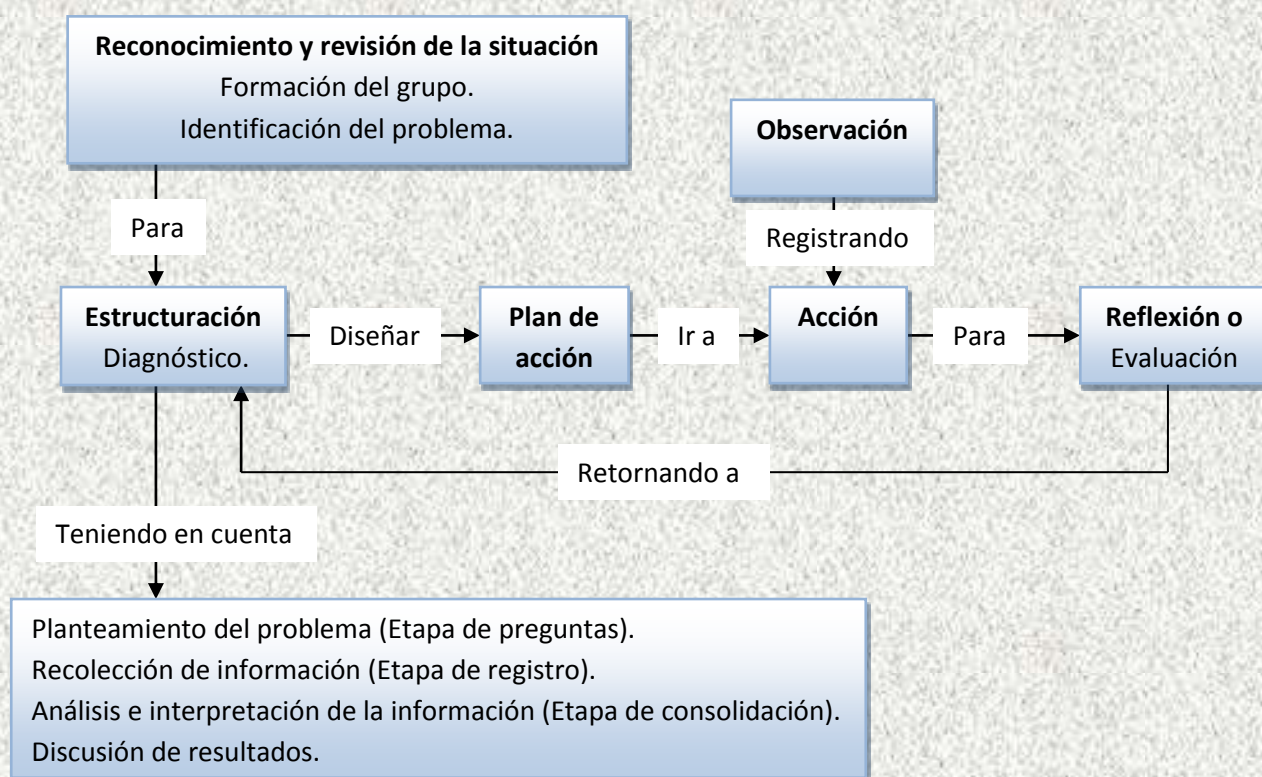 Reconocimiento y revisión de la situación
Formación del grupo.
Identificación del problema.
Observación
Para
Registrando
Estructuración
Diagnóstico.
Diseñar
Plan de
acción
Ir a
Acción
Para
Reflexión o
Evaluación
Retornando a
Teniendo en cuenta
Planteamiento del problema (Etapa de preguntas).
Recolección de información (Etapa de registro).
Análisis e interpretación de la información (Etapa de consolidación).
Discusión de resultados.